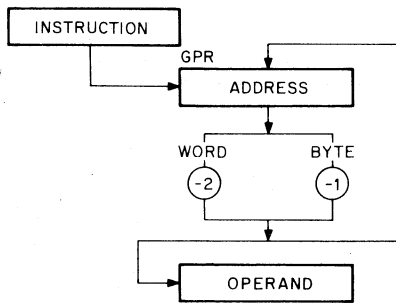 INSTRUCTION
GPR
ADDRESS
WORD BYTE
-2 -1
OPERAND